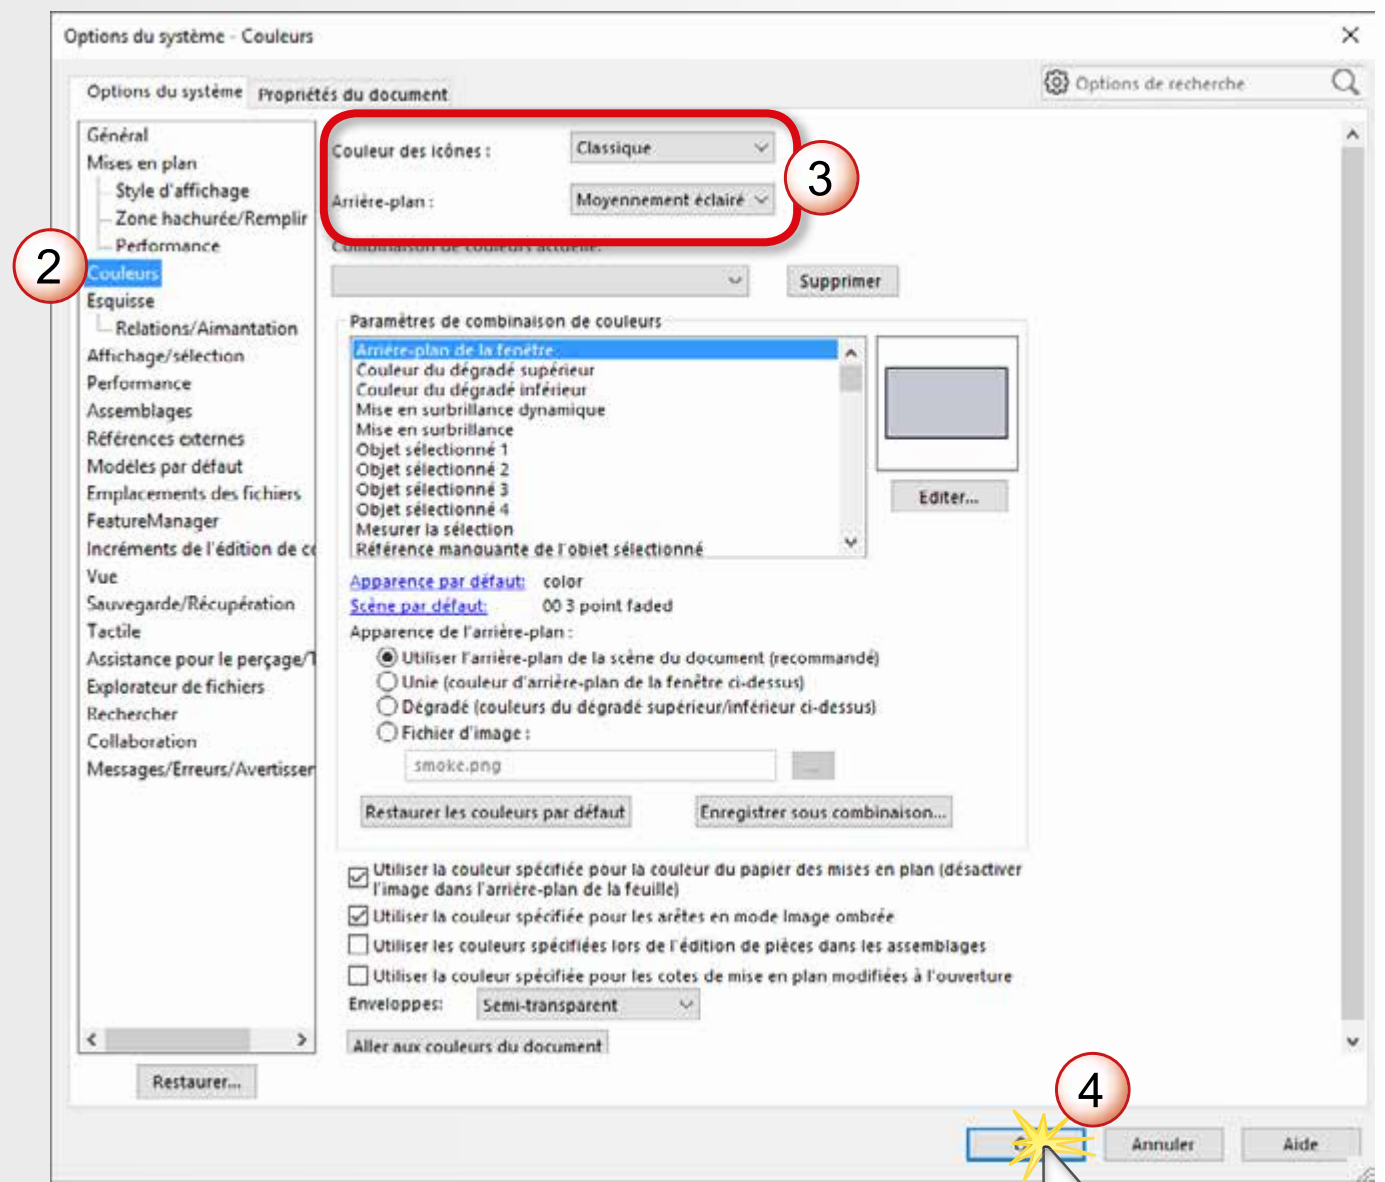 Options du système - Couleurs
Options du système
Propriétés du document
Options de recherche
Général
Mises en plan
Style d'affichage
Zone hachurée/Remplir
Performance
2
Couleurs
Esquisse
Relations/Aimantation
Affichage/sélection
Performance
Assemblages
Références externes
Modèles par défaut
Emplacements des fichiers
FeatureManager
Incréments de l'édition de co
Vue
Sauvegarde/Récupération
Tactile
Assistance pour le perçage/T
Explorateur de fichiers
Rechercher
Collaboration
Messages/Erreurs/Avertisser
Restaurer...
Couleur des icônes : Classique
3
Arrière-plan : Moyennement éclairé
Combinaison de couleurs actuelle:
Supprimer
Paramètres de combinaison de couleurs
Arrière-plan de la fenêtre
Couleur du dégradé supérieur
Couleur du dégradé inférieur
Mise en surbrillance dynamique
Mise en surbrillance
Objet sélectionné 1
Objet sélectionné 2
Objet sélectionné 3
Objet sélectionné 4
Mesurer la sélection
Référence manquante de l'objet sélectionné
Editer...
Apparence par défaut: color
Scène par défaut: 00 3 point faded
Apparence de l'arrière-plan :
Utiliser l'arrière-plan de la scène du document (recommandé)
Unie (couleur d'arrière-plan de la fenêtre ci-dessus)
Dégradé (couleurs du dégradé supérieur/inférieur ci-dessus)
Fichier d'image :
smoke.png
...
Restaurer les couleurs par défaut
Enregistrer sous combinaison...
Utiliser la couleur spécifiée pour la couleur du papier des mises en plan (désactiver
l'image dans l'arrière-plan de la feuille)
Utiliser la couleur spécifiée pour les arêtes en mode Image ombrée
Utiliser les couleurs spécifiées lors de l'édition de pièces dans les assemblages
Utiliser la couleur spécifiée pour les cotes de mise en plan modifiées à l'ouverture
Enveloppes: Semi-transparent
Aller aux couleurs du document
4
Annuler
Aide